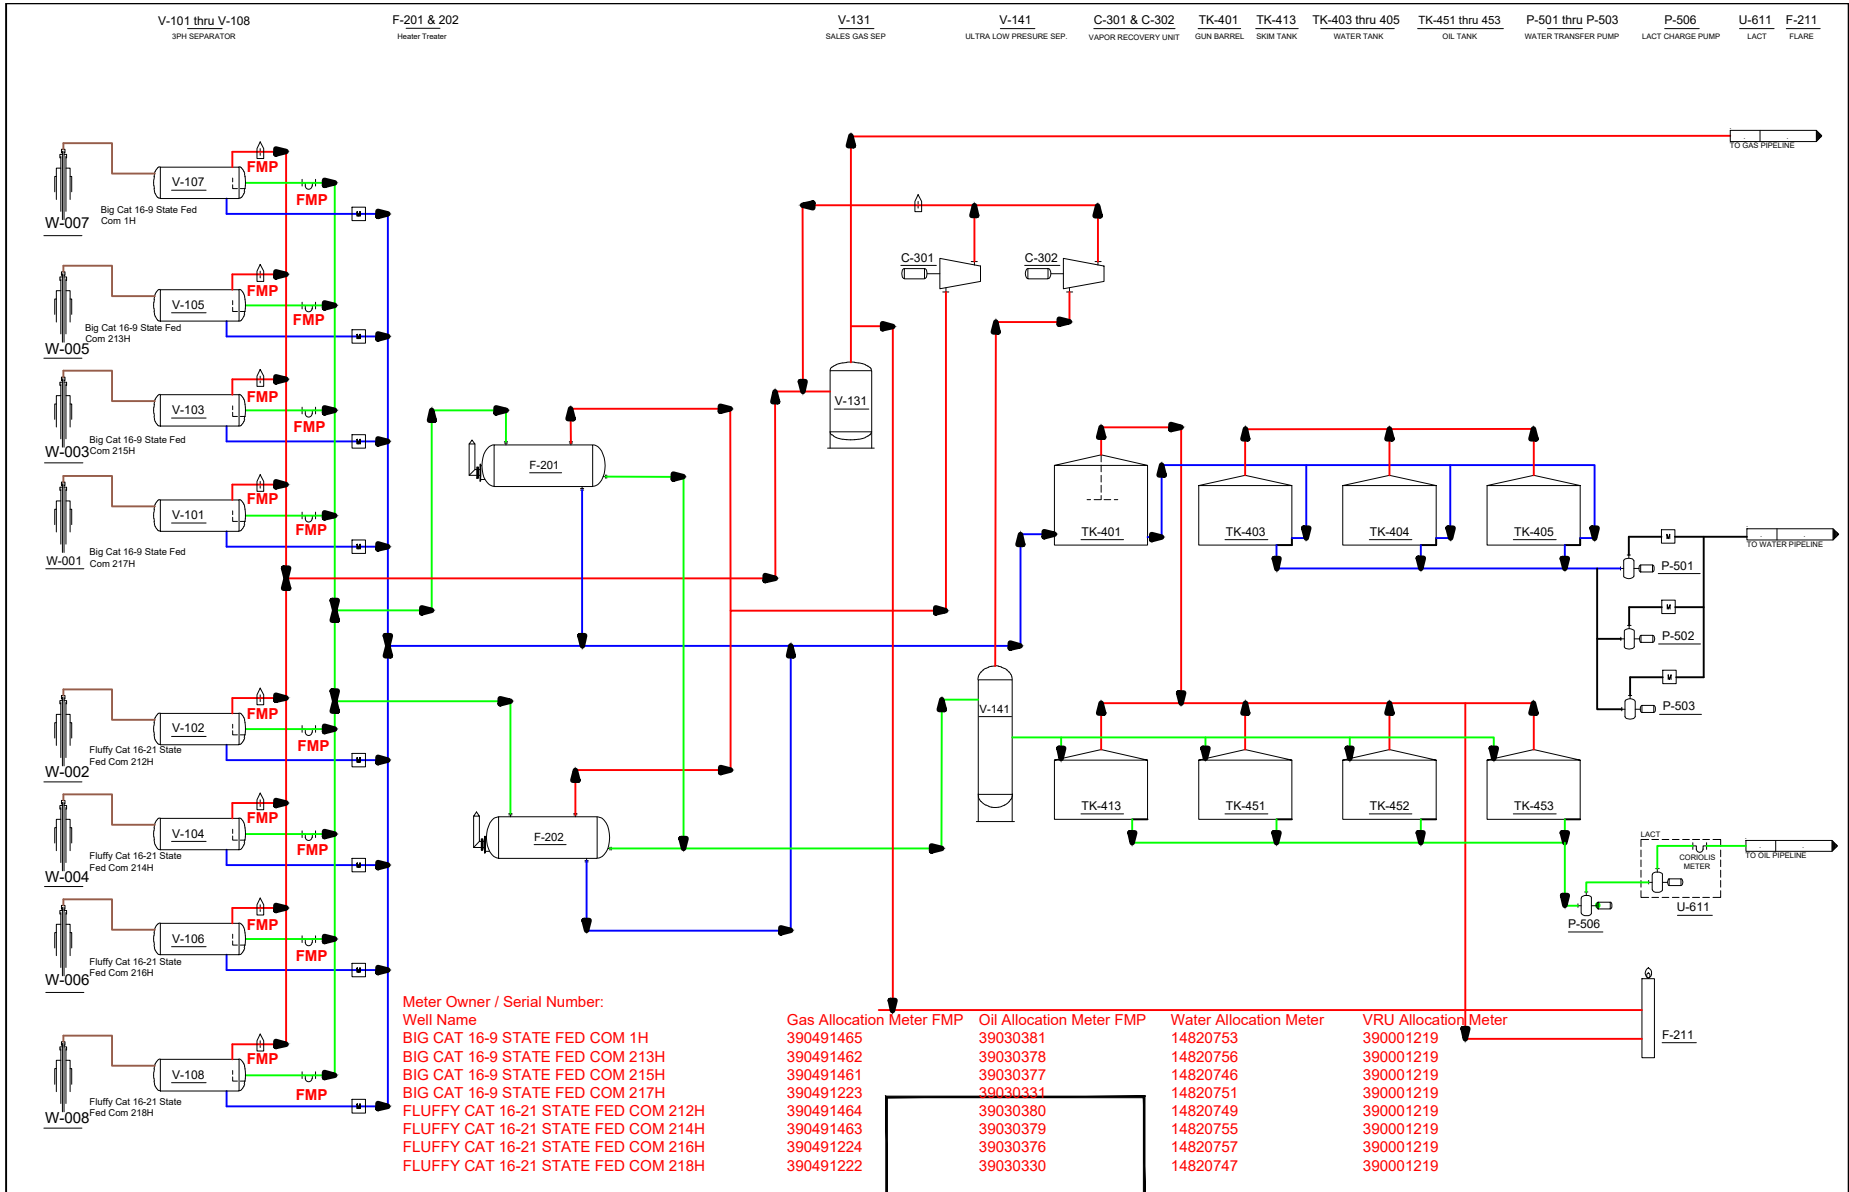 V-101 thru V-108
3PH SEPARATOR
F-201 & 202
Heater Treater
V-131
SALES GAS SEP
V-141
ULTRA LOW PRESURE SEP.
C-301 & C-302
VAPOR RECOVERY UNIT
TK-401
GUN BARREL
TK-413
SKIM TANK
TK-403 thru 405
WATER TANK
TK-451 thru 453
OIL TANK
P-501 thru P-503
WATER TRANSFER PUMP
P-506
LACT CHARGE PUMP
U-611
LACT
F-211
FLARE
TO GAS PIPELINE
V-107
FMP
FMP
M
Big Cat 16-9 State Fed
Com 1H
W-007
C-301
C-302
V-105
FMP
FMP
M
Big Cat 16-9 State Fed
Com 213H
W-005
V-103
FMP
FMP
M
Big Cat 16-9 State Fed
Com 215H
W-003
V-131
F-201
V-101
FMP
FMP
M
Big Cat 16-9 State Fed
Com 217H
W-001
TK-401
TK-403
TK-404
TK-405
M
TO WATER PIPELINE
P-501
M
P-502
M
P-503
V-102
FMP
FMP
M
Fluffy Cat 16-21 State
Fed Com 212H
W-002
V-141
TK-413
TK-451
TK-452
TK-453
V-104
FMP
FMP
M
Fluffy Cat 16-21 State
Fed Com 214H
W-004
F-202
LACT
CORIOLIS
METER
TO OIL PIPELINE
U-611
P-506
V-106
FMP
FMP
M
Fluffy Cat 16-21 State
Fed Com 216H
W-006
V-108
FMP
FMP
M
Fluffy Cat 16-21 State
Fed Com 218H
W-008
F-211
Meter Owner / Serial Number:
Well Name Gas Allocation Meter FMP Oil Allocation Meter FMP Water Allocation Meter VRU Allocation Meter
BIG CAT 16-9 STATE FED COM 1H 390491465 39030381 14820753 390001219
BIG CAT 16-9 STATE FED COM 213H 390491462 39030378 14820756 390001219
BIG CAT 16-9 STATE FED COM 215H 390491461 39030377 14820746 390001219
BIG CAT 16-9 STATE FED COM 217H 390491223 39030331 14820751 390001219
FLUFFY CAT 16-21 STATE FED COM 212H 390491464 39030380 14820749 390001219
FLUFFY CAT 16-21 STATE FED COM 214H 390491463 39030379 14820755 390001219
FLUFFY CAT 16-21 STATE FED COM 216H 390491224 39030376 14820757 390001219
FLUFFY CAT 16-21 STATE FED COM 218H 390491222 39030330 14820747 390001219